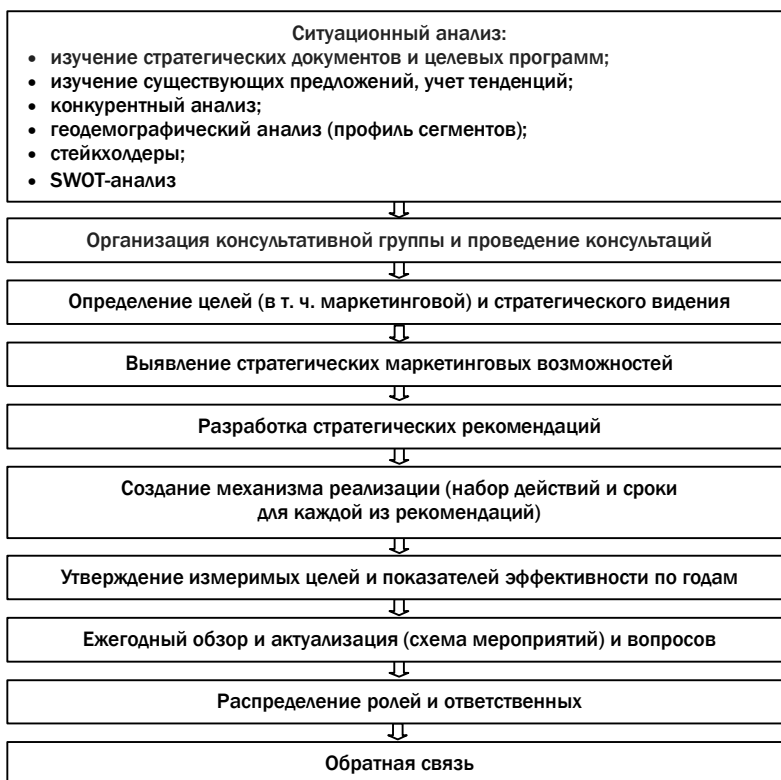 Ситуационный анализ:
• изучение стратегических документов и целевых программ;
• изучение существующих предложений, учет тенденций;
• конкурентный анализ;
• геодемографический анализ (профиль сегментов);
• стейкхолдеры;
• SWOT-анализ
Организация консультативной группы и проведение консультаций
Определение целей (в т. ч. маркетинговой) и стратегического видения
Выявление стратегических маркетинговых возможностей
Разработка стратегических рекомендаций
Создание механизма реализации (набор действий и сроки
для каждой из рекомендаций)
Утверждение измеримых целей и показателей эффективности по годам
Ежегодный обзор и актуализация (схема мероприятий) и вопросов
Распределение ролей и ответственных
Обратная связь